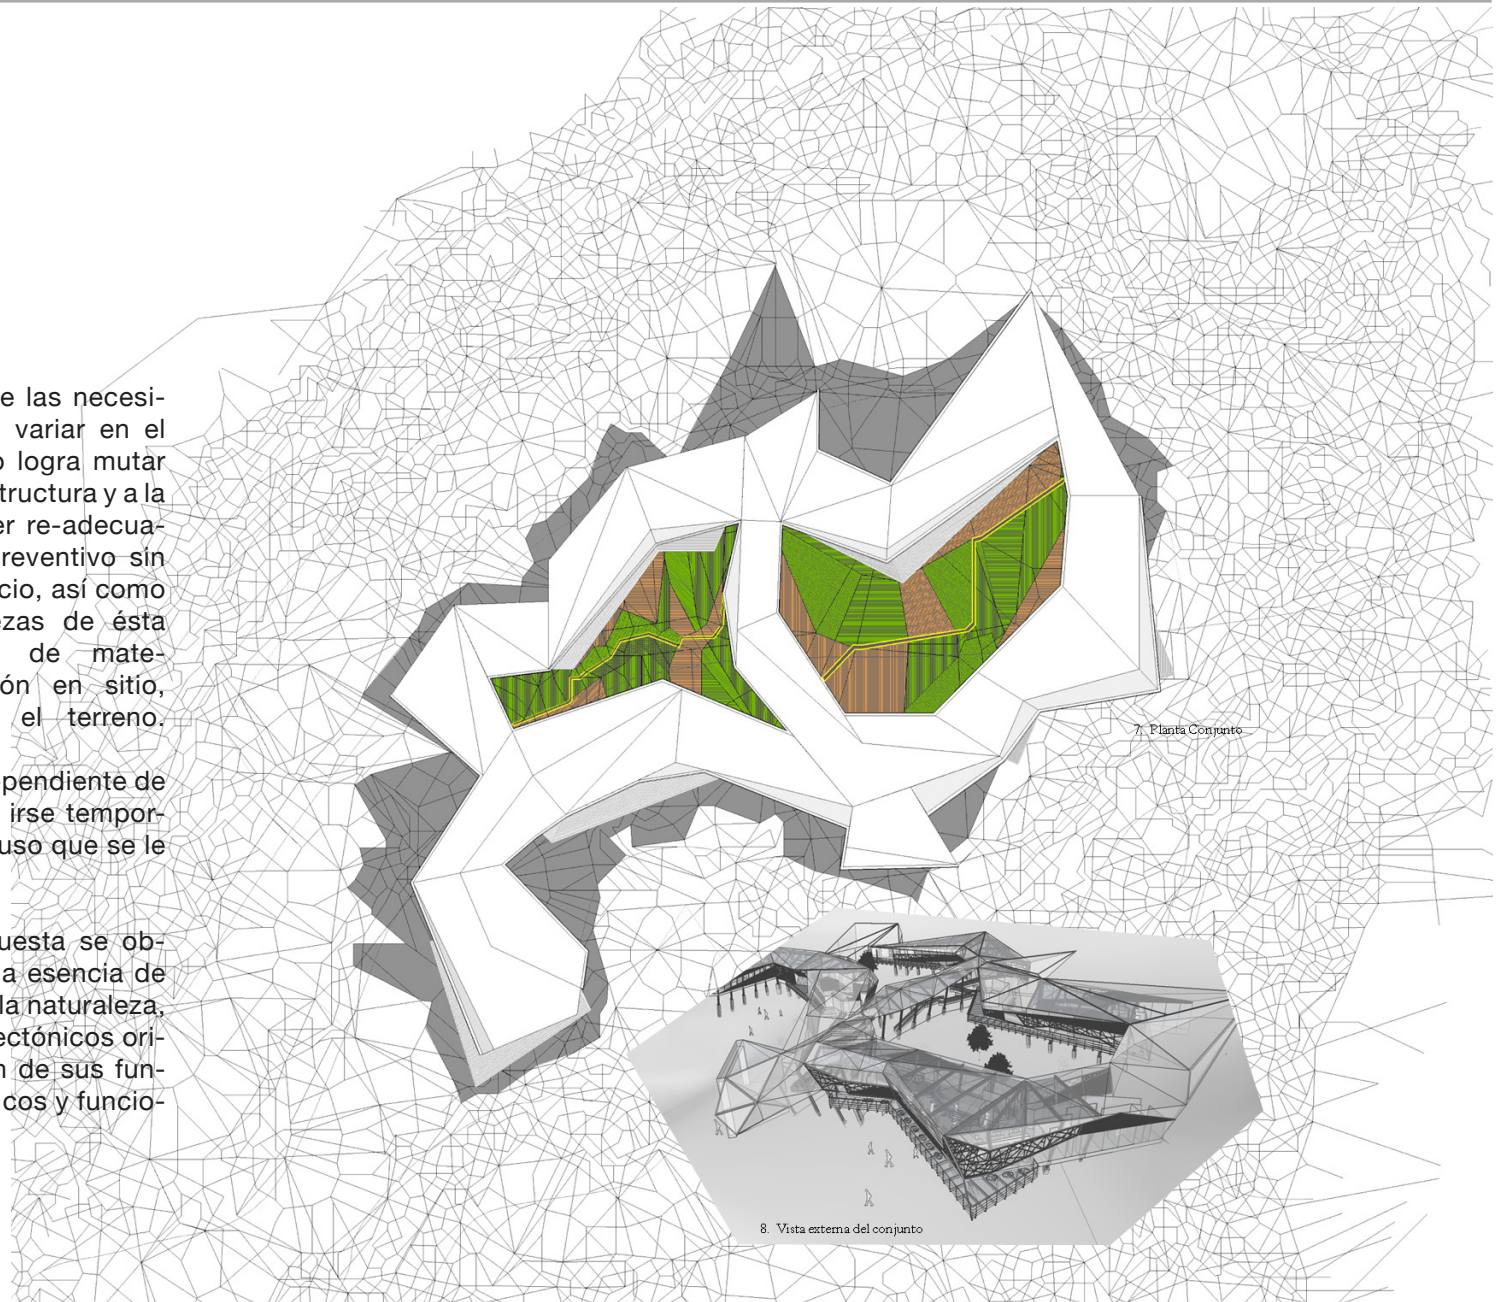 e las necesi-
variar en el
o logra mutar
tructura y a la
er re-adecua-
reventivo sin
cio, así como
ezas de ésta
de mate-
ón en sitio,
el terreno.
pendiente de
irse tempor-
uso que se le
uesta se ob-
a esencia de
la naturaleza,
ectónicos ori-
n de sus fun-
cos y funcio-
7. Planta Conjunto
8. Vista externa del conjunto